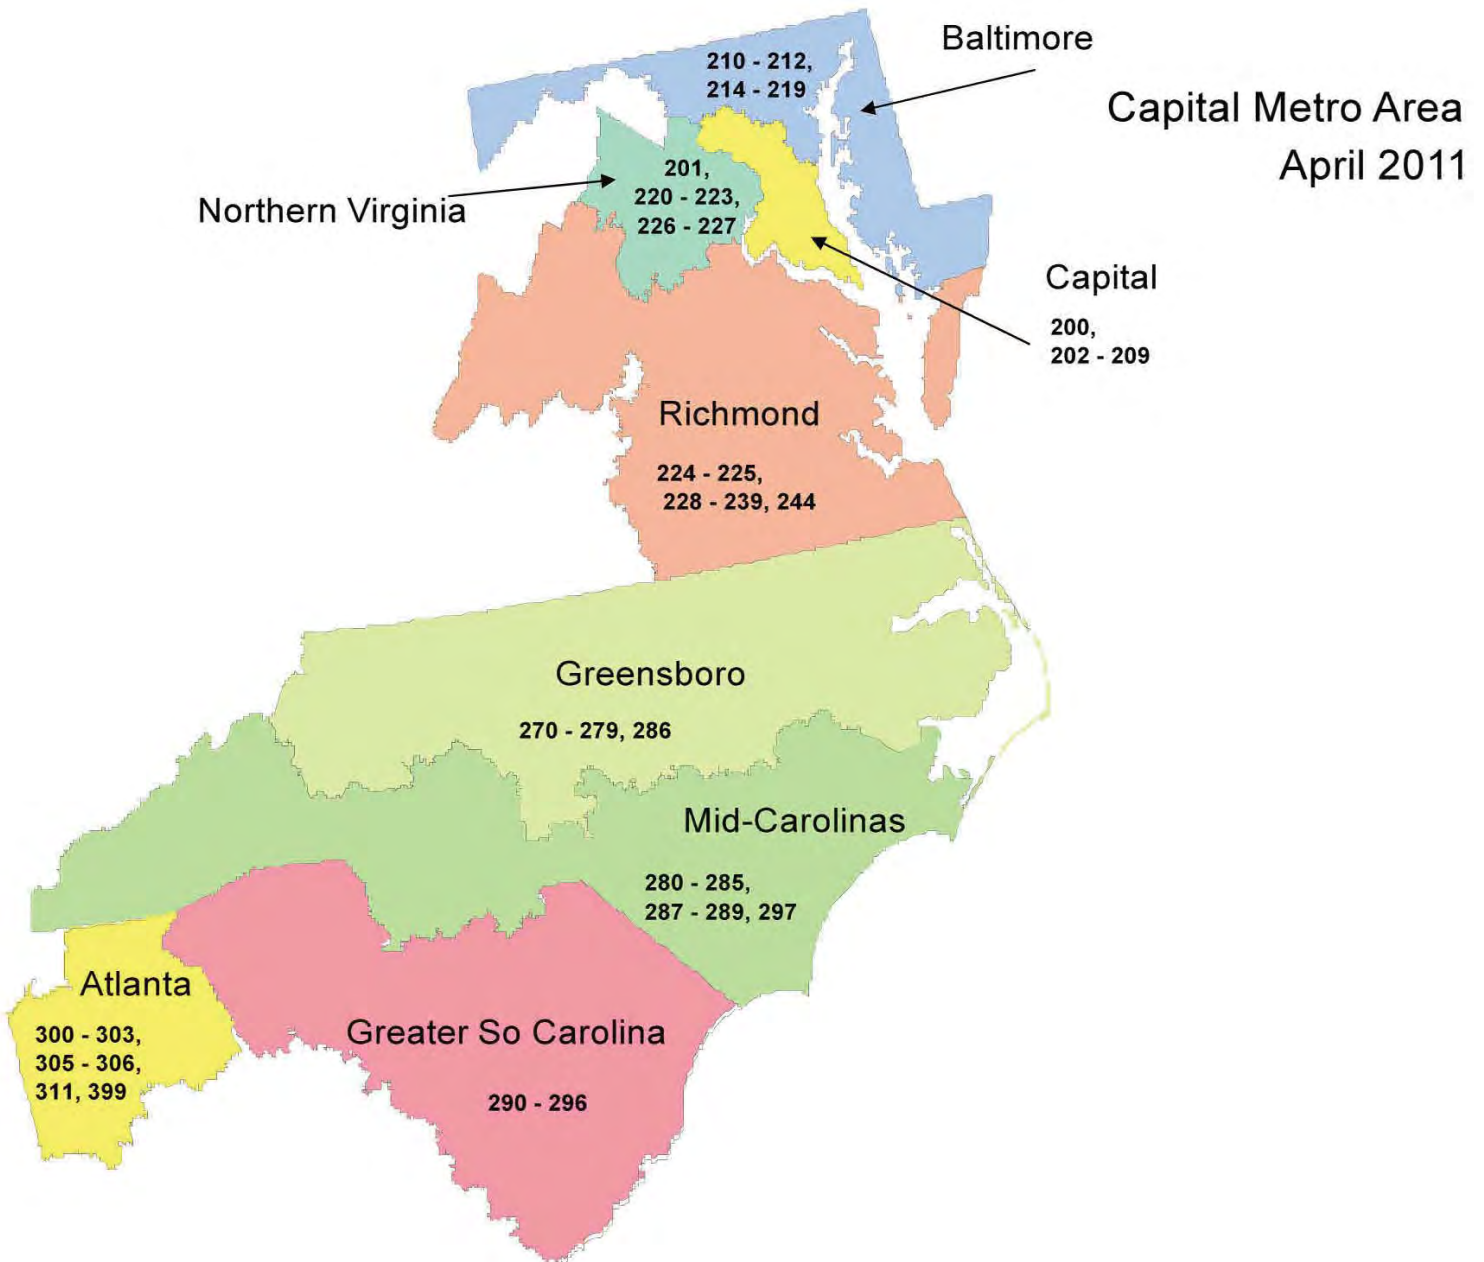 Baltimore
210 - 212,
214 - 219
Capital Metro Area
April 2011
201,
220 - 223,
226 - 227
Northern Virginia
Capital
200,
202 - 209
Richmond
224 - 225,
228 - 239, 244
Greensboro
270 - 279, 286
Mid-Carolinas
280 - 285,
287 - 289, 297
Atlanta
300 - 303,
305 - 306,
311, 399
Greater So Carolina
290 - 296